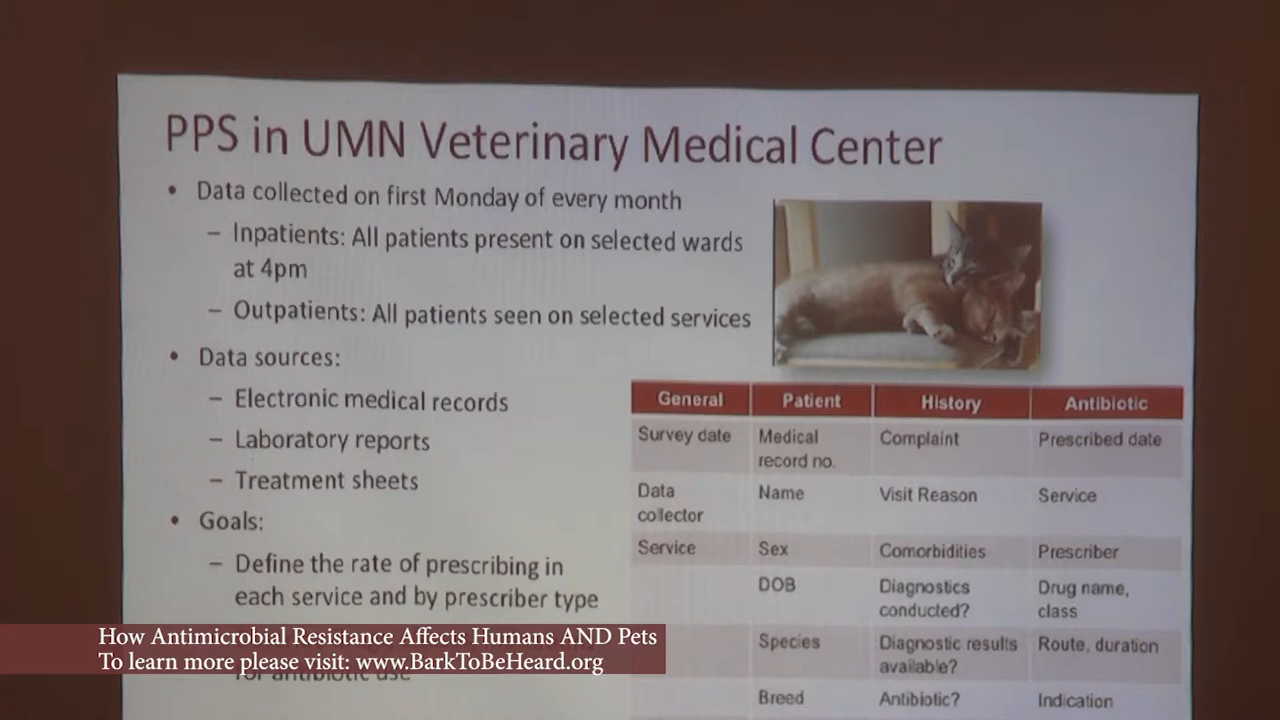 PPS in UMN Veterinary Medical Center
• Data collected on first Monday of every month
– Inpatients: All patients present on selected wards
at 4pm
– Outpatients: All patients seen on selected services
• Data sources:
– Electronic medical records
– Laboratory reports
– Treatment sheets
• Goals:
– Define the rate of prescribing in
each service and by prescriber type
for antibiotic use
General Patient History Antibiotic
Survey date Medical record no. Complaint Prescribed date
Data collector Name Visit Reason Service
Service Sex Comorbidities Prescriber
DOB Diagnostics conducted? Drug name, class
Species Diagnostic results available? Route, duration
Breed Antibiotic? Indication
How Antimicrobial Resistance Affects Humans AND Pets
To learn more please visit: www.BarkToBeHeard.org